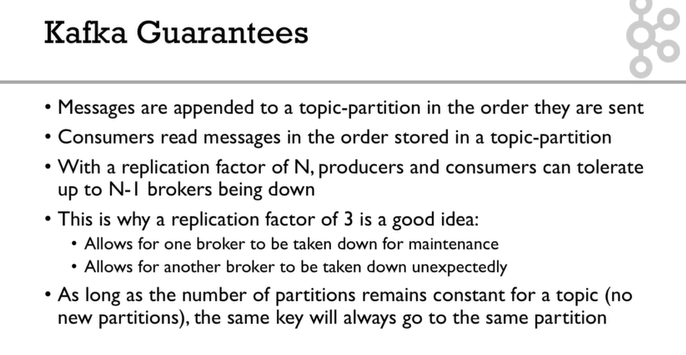 Kafka Guarantees
• Messages are appended to a topic-partition in the order they are sent
• Consumers read messages in the order stored in a topic-partition
• With a replication factor of N, producers and consumers can tolerate
up to N-1 brokers being down
• This is why a replication factor of 3 is a good idea:
• Allows for one broker to be taken down for maintenance
• Allows for another broker to be taken down unexpectedly
• As long as the number of partitions remains constant for a topic (no
new partitions), the same key will always go to the same partition